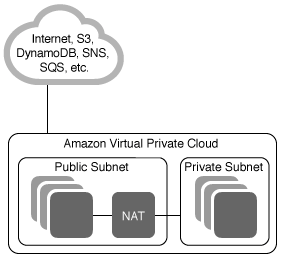 Internet, S3,
DynamoDB, SNS,
SQS, etc.
Amazon Virtual Private Cloud
Public Subnet
Private Subnet
NAT